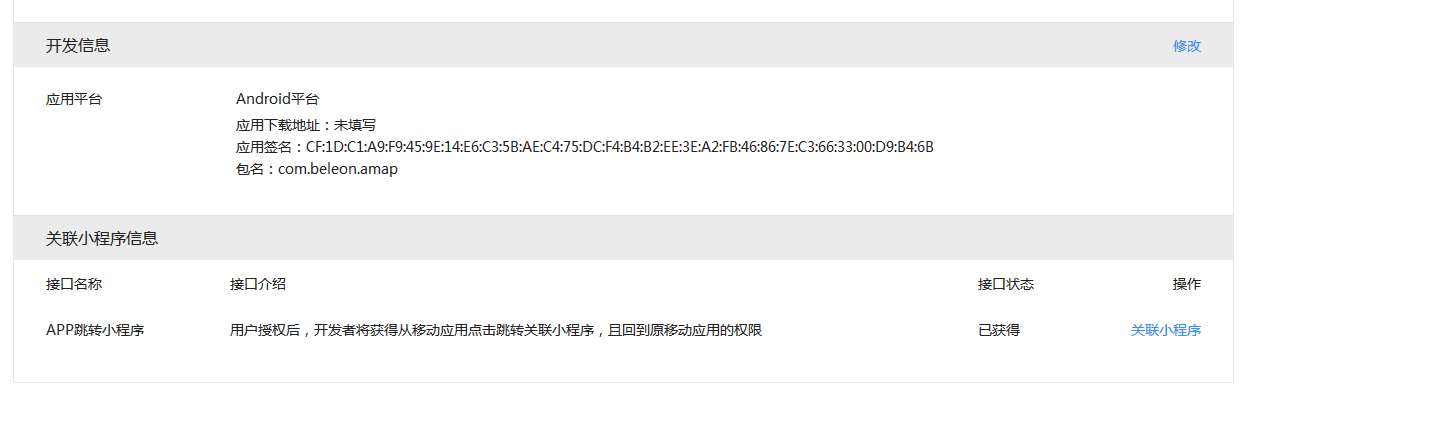 开发信息 修改
应用平台 Android平台
应用下载地址：未填写
应用签名：CF:1D:C1:A9:F9:45:9E:14:E6:C3:5B:AE:C4:75:DC:F4:B4:B2:EE:3E:A2:FB:46:86:7E:C3:66:33:00:D9:B4:6B
包名：com.beleon.amap
关联小程序信息
接口名称 接口介绍 接口状态 操作
APP跳转小程序 用户授权后，开发者将获得从移动应用点击跳转关联小程序，且回到原移动应用的权限 已获得 关联小程序